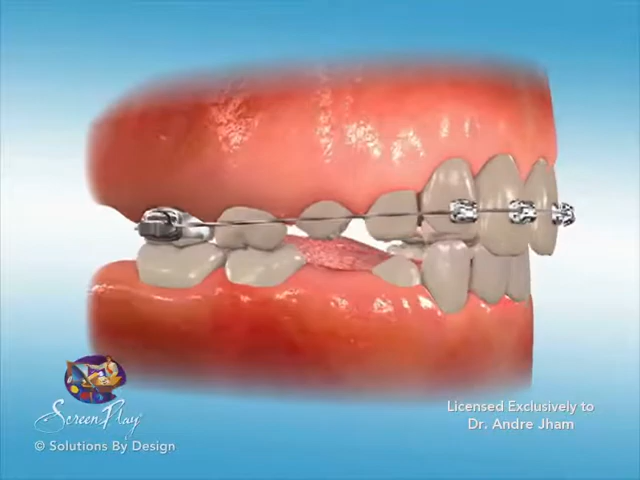 ScreenPlay®
© Solutions By Design
Licensed Exclusively to
Dr. Andre Jham